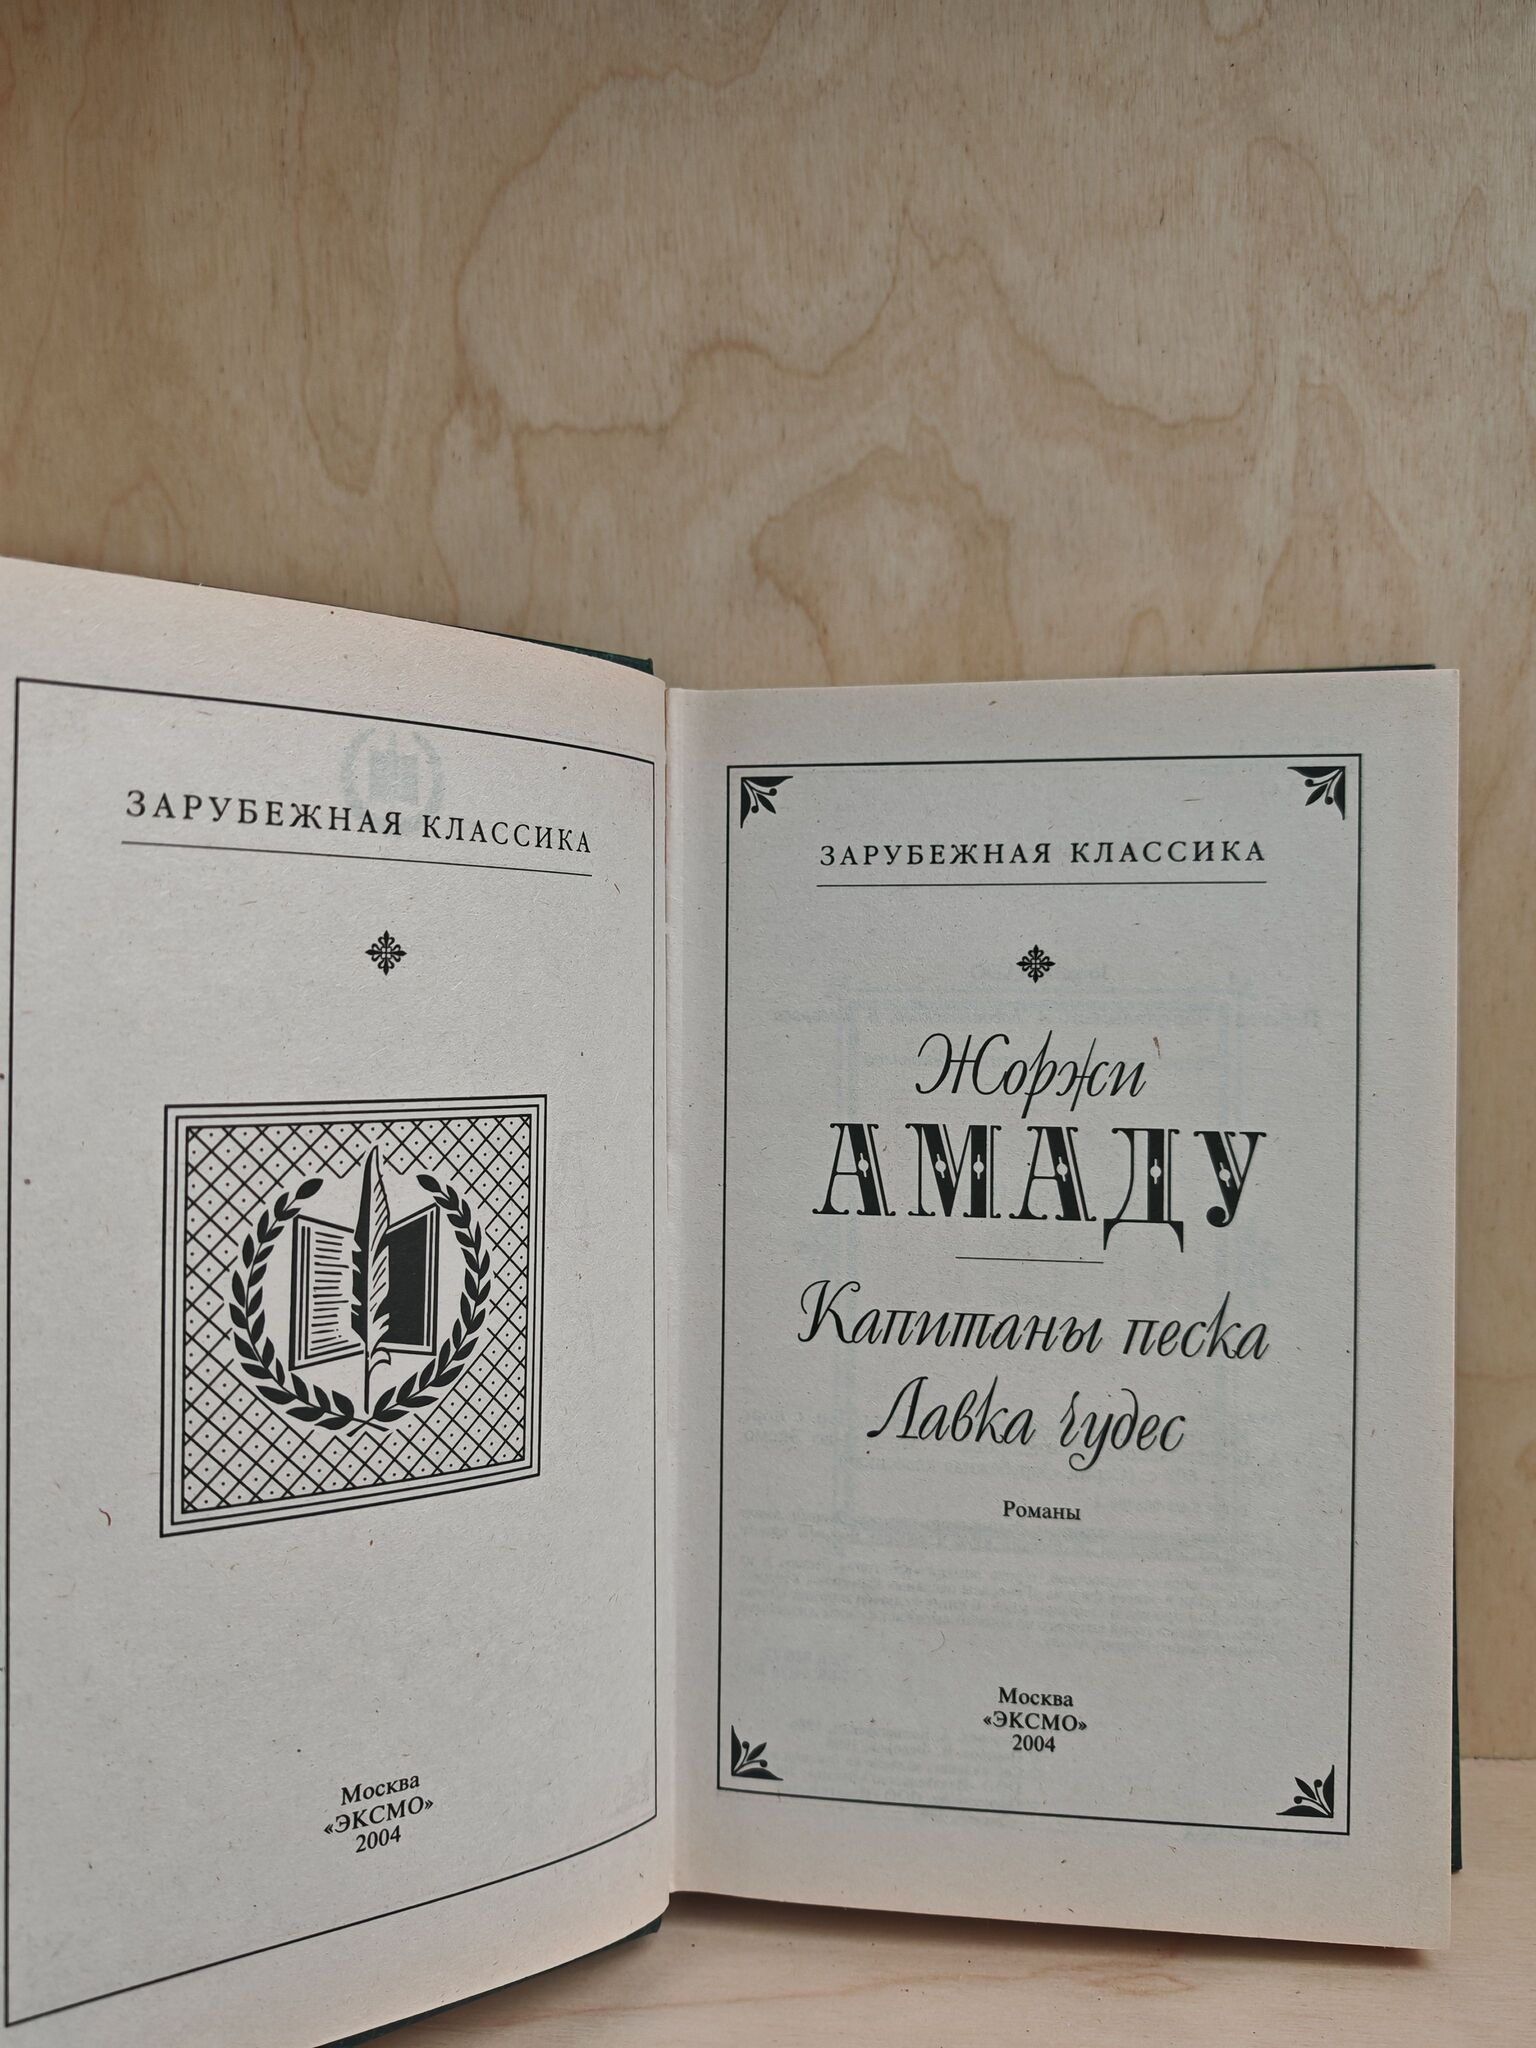 ЗАРУБЕЖНАЯ КЛАССИКА
Москва
«ЭКСМО»
2004
ЗАРУБЕЖНАЯ КЛАССИКА
Жоржи
АМАДУ
Капитаны песка
Лавка чудес
Романы
Москва
«ЭКСМО»
2004